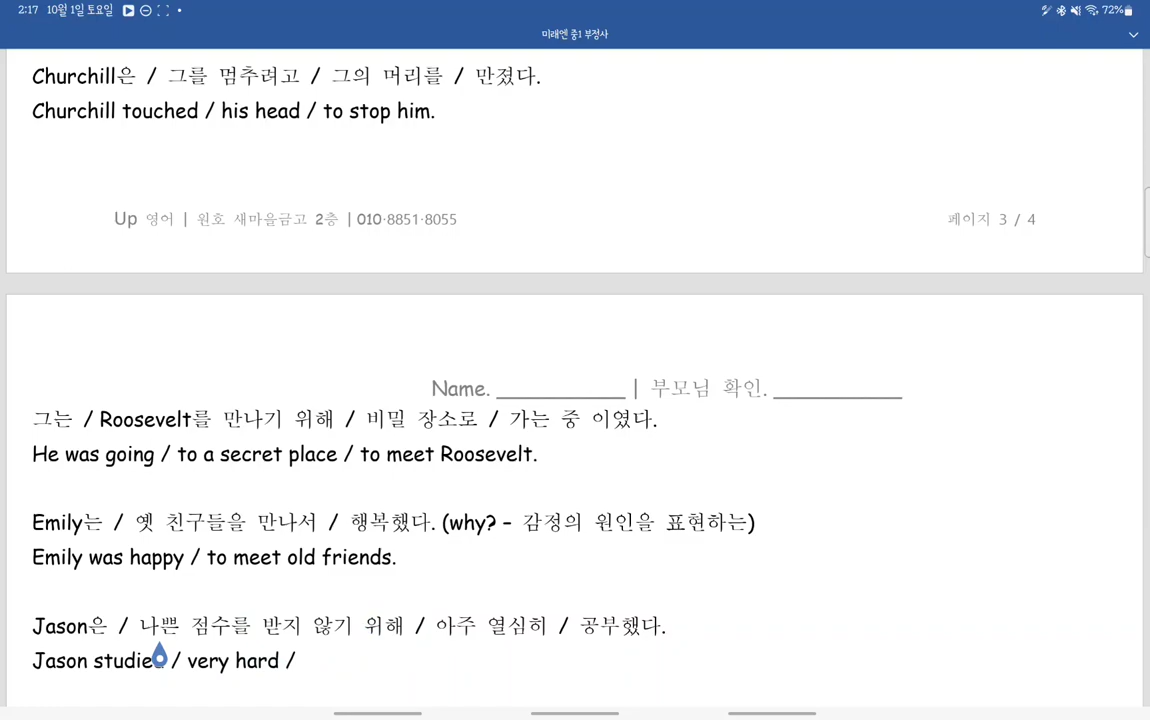 2:17 10월 1일 토요일
72%
미래엔 중1 부정사
Churchill은 / 그를 멈추려고 / 그의 머리를 / 만졌다.
Churchill touched / his head / to stop him.
Up 영어 | 원호 새마을금고 2층 | 010·8851·8055 페이지 3 / 4
Name. ____________ | 부모님 확인. ____________
그는 / Roosevelt를 만나기 위해 / 비밀 장소로 / 가는 중 이였다.
He was going / to a secret place / to meet Roosevelt.
Emily는 / 옛 친구들을 만나서 / 행복했다. (why? - 감정의 원인을 표현하는)
Emily was happy / to meet old friends.
Jason은 / 나쁜 점수를 받지 않기 위해 / 아주 열심히 / 공부했다.
Jason studied / very hard /